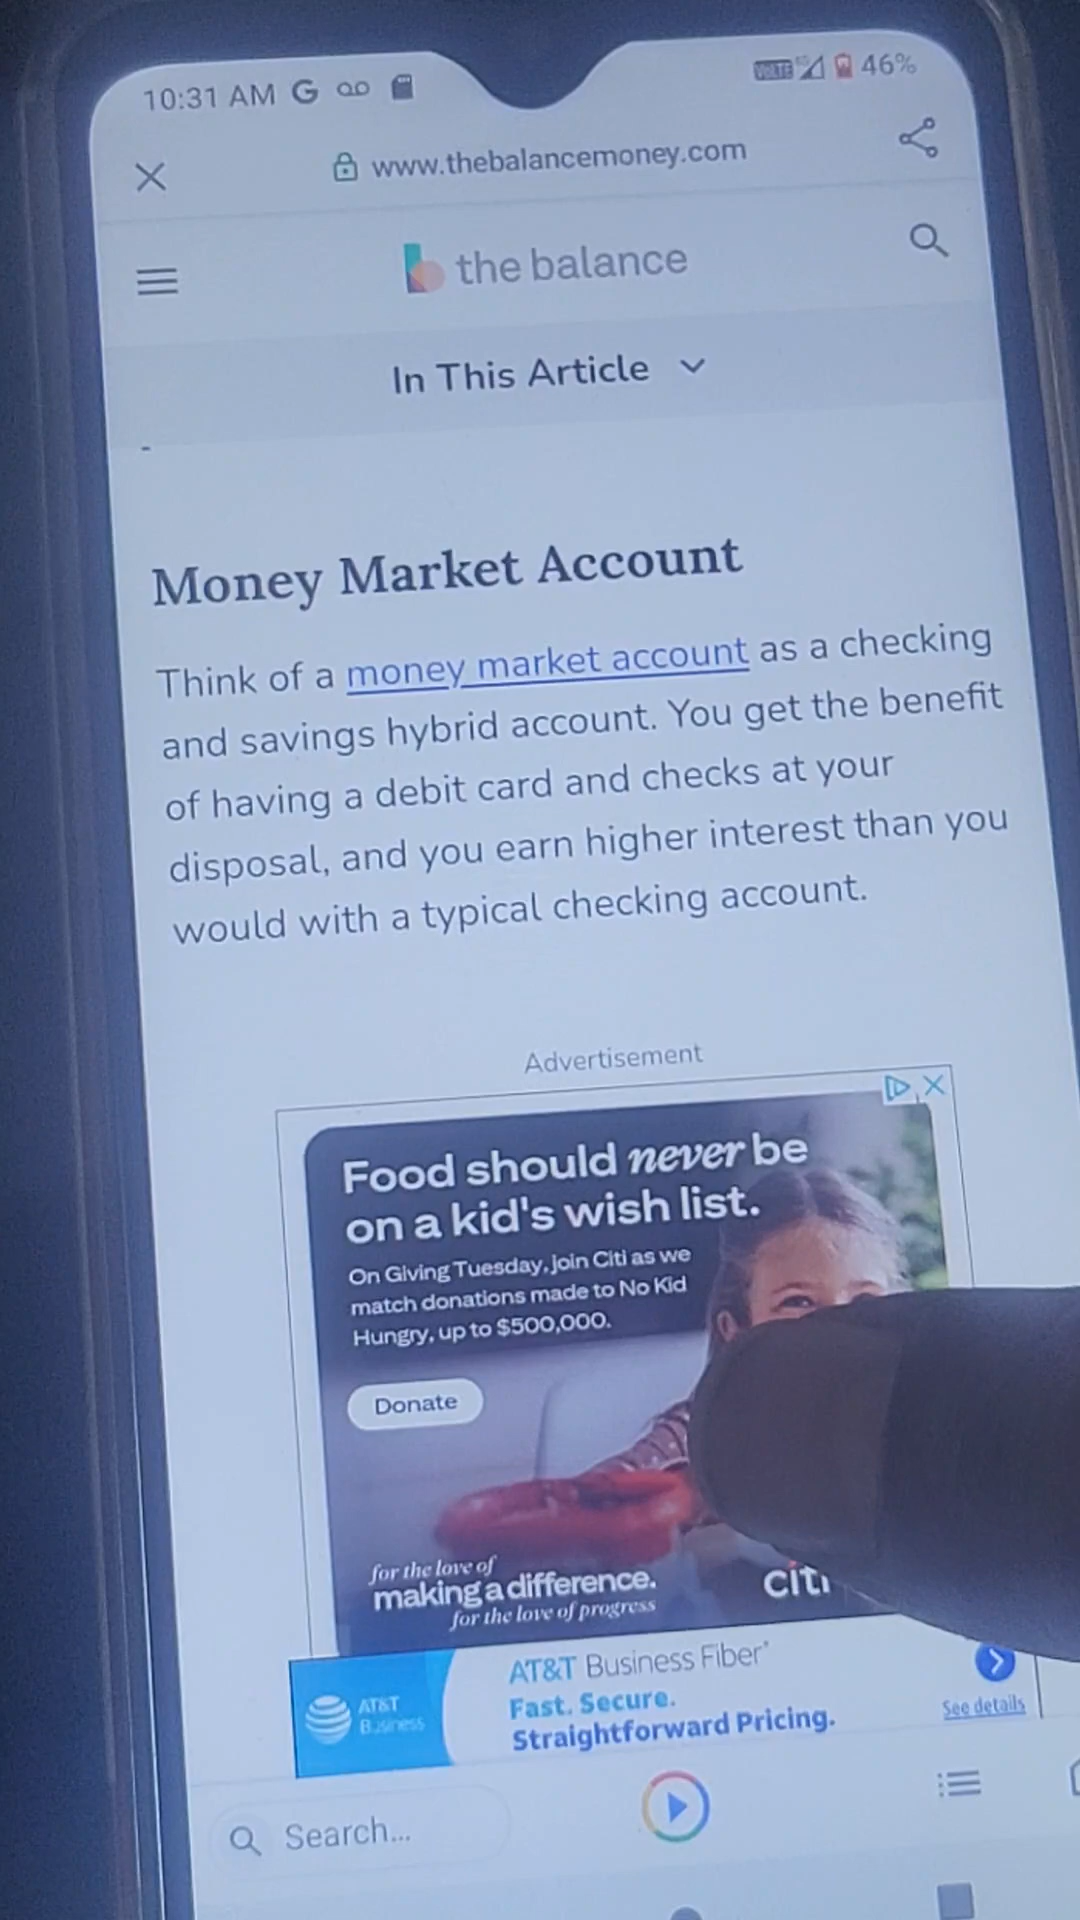 10:31 AM G 46%
www.thebalancemoney.com
the balance
In This Article
Money Market Account
Think of a money market account as a checking
and savings hybrid account. You get the benefit
of having a debit card and checks at your
disposal, and you earn higher interest than you
would with a typical checking account.
Advertisement
Food should never be
on a kid's wish list.
On Giving Tuesday, join Citi as we
match donations made to No Kid
Hungry, up to $500,000.
Donate
for the love of
making a difference.
for the love of progress
citi
AT&T
Business
AT&T Business Fiber
Fast. Secure.
Straightforward Pricing.
See details
Search...